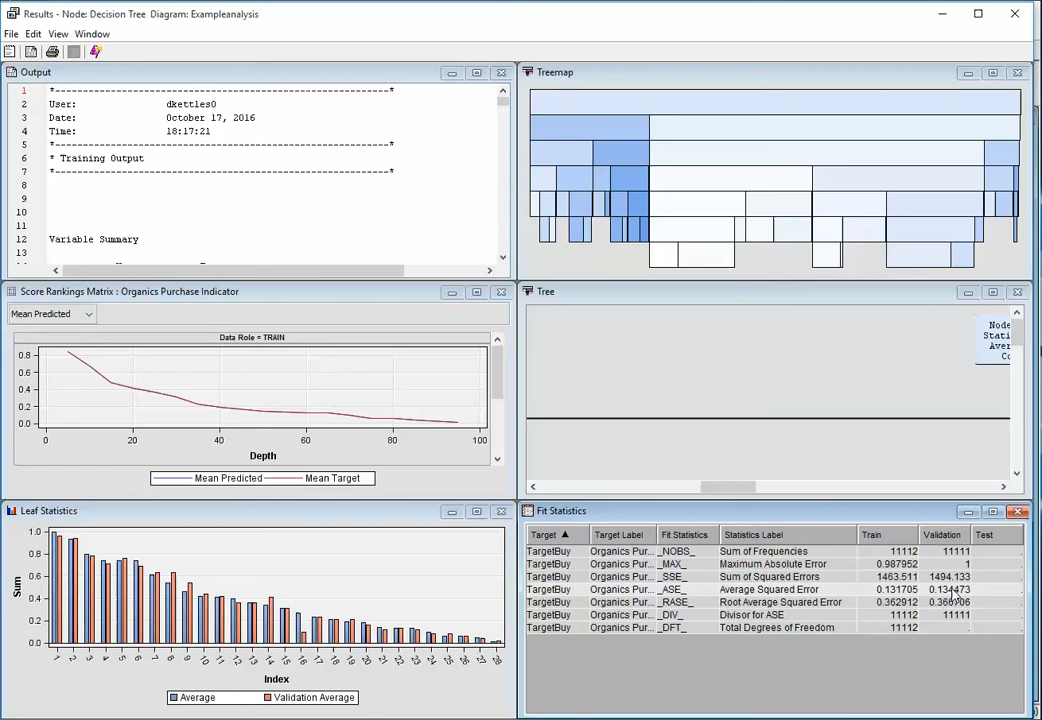 Results - Node: Decision Tree  Diagram: Exampleanalysis
File Edit View Window
Output
1 *------------------------------------------------------------*
2 User: dkettles0
3 Date: October 17, 2016
4 Time: 18:17:21
5 *------------------------------------------------------------*
6 * Training Output
7 *------------------------------------------------------------*
8
9
10
11
12 Variable Summary
13
Treemap
Score Rankings Matrix : Organics Purchase Indicator
Mean Predicted
Data Role = TRAIN
0.8
0.6
0.4
0.2
0.0
0 20 40 60 80 100
Depth
Mean Predicted Mean Target
Tree
Node
Stati
Aver
Co
Leaf Statistics
Sum
1.0
0.8
0.6
0.4
0.2
0.0
1 2 3 4 5 6 7 8 9 10 11 12 13 14 15 16 17 18 19 20 21 22 23 24 25 26 27 28
Index
Average Validation Average
Fit Statistics
Target Target Label Fit Statistics Statistics Label Train Validation Test
TargetBuy Organics Pur... _NOBS_ Sum of Frequencies 11112 11111 .
TargetBuy Organics Pur... _MAX_ Maximum Absolute Error 0.987952 1 .
TargetBuy Organics Pur... _SSE_ Sum of Squared Errors 1463.511 1494.133 .
TargetBuy Organics Pur... _ASE_ Average Squared Error 0.131705 0.134473 .
TargetBuy Organics Pur... _RASE_ Root Average Squared Error 0.362912 0.366706 .
TargetBuy Organics Pur... _DIV_ Divisor for ASE 11112 11111 .
TargetBuy Organics Pur... _DFT_ Total Degrees of Freedom 11112 . .